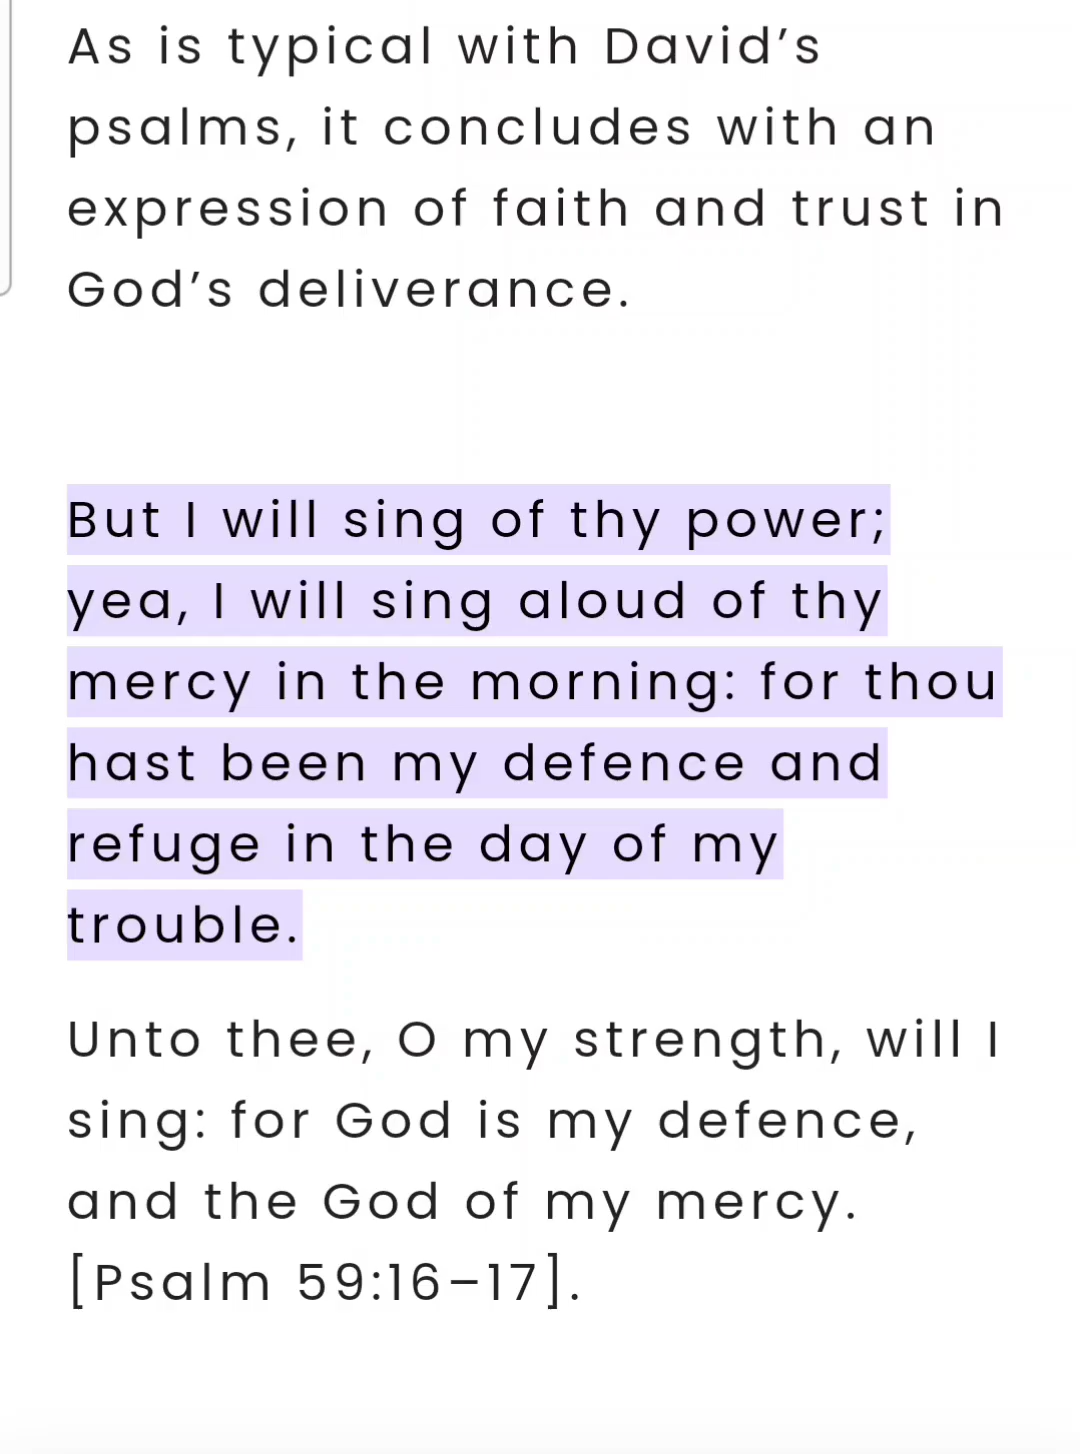 As is typical with David’s
psalms, it concludes with an
expression of faith and trust in
God’s deliverance.
But I will sing of thy power;
yea, I will sing aloud of thy
mercy in the morning: for thou
hast been my defence and
refuge in the day of my
trouble.
Unto thee, O my strength, will I
sing: for God is my defence,
and the God of my mercy.
[Psalm 59:16–17].